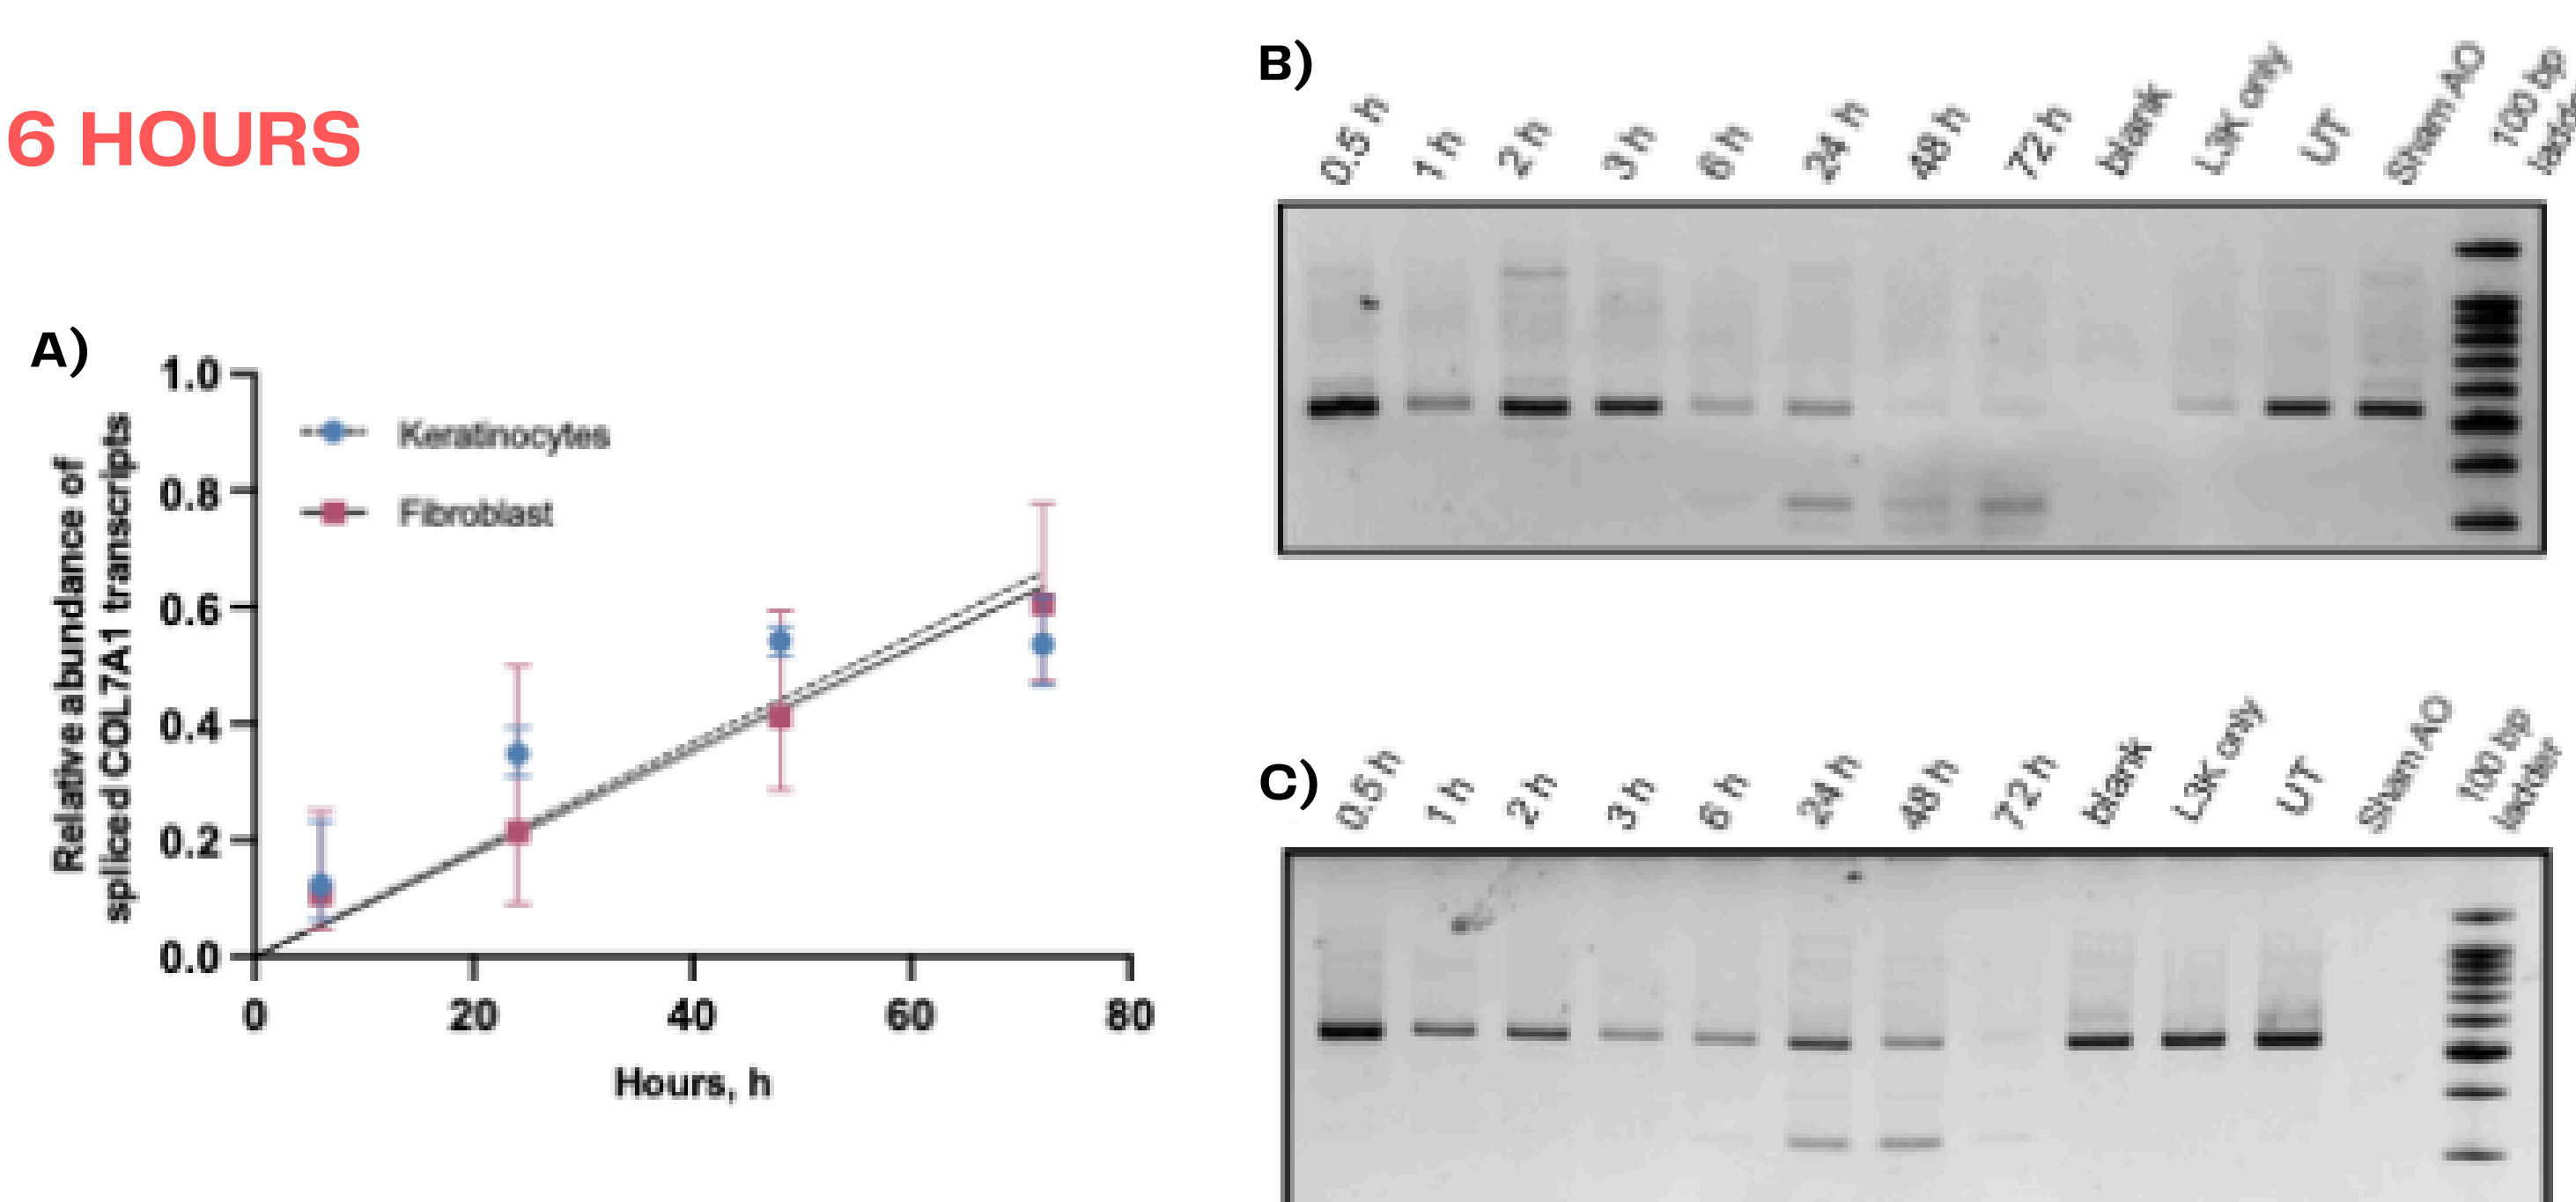 6 HOURS
A)
Relative abundance of
spliced COL7A1 transcripts
1.0
0.8
0.6
0.4
0.2
0.0
Keratinocytes
Fibroblast
0 20 40 60 80
Hours, h
B)
0.5 h 1 h 2 h 3 h 6 h 24 h 48 h 72 h blank L3K only UT Sham AO 100 bp
C)
0.5 h 1 h 2 h 3 h 6 h 24 h 48 h 72 h blank L3K only UT Sham AO 100 bp
ladder